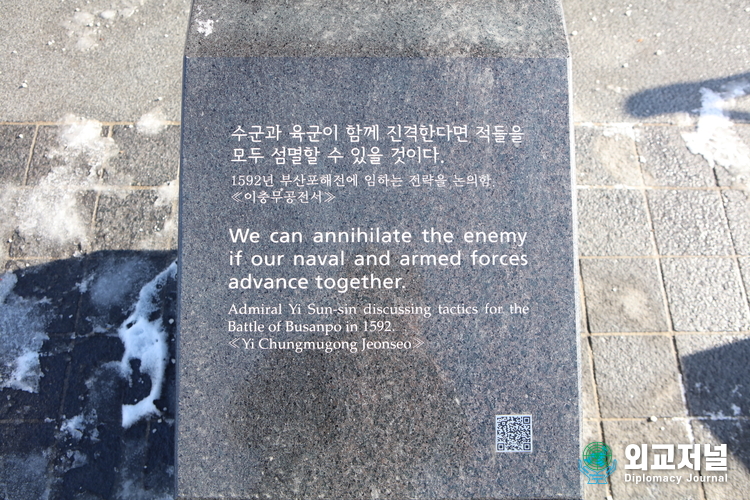 수군과 육군이 함께 진격한다면 적들을
모두 섬멸할 수 있을 것이다.
1592년 부산포해전에 임하는 전략을 논의함
≪이충무공전서≫
We can annihilate the enemy
if our naval and armed forces
advance together.
Admiral Yi Sun-sin discussing tactics for the
Battle of Busanpo in 1592.
≪Yi Chungmugong Jeonseo≫
외교저널
Diplomacy Journal